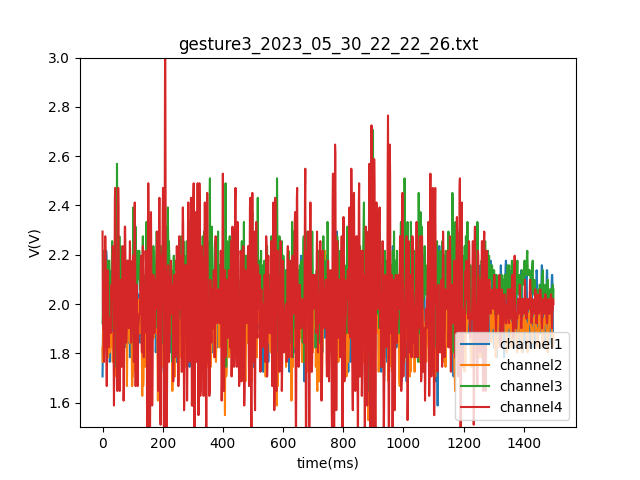 gesture3_2023_05_30_22_22_26.txt
3.0
2.8
2.6
2.4
2.2
2.0
1.8
1.6
V(V)
0 200 400 600 800 1000 1200 1400
time(ms)
channel1
channel2
channel3
channel4